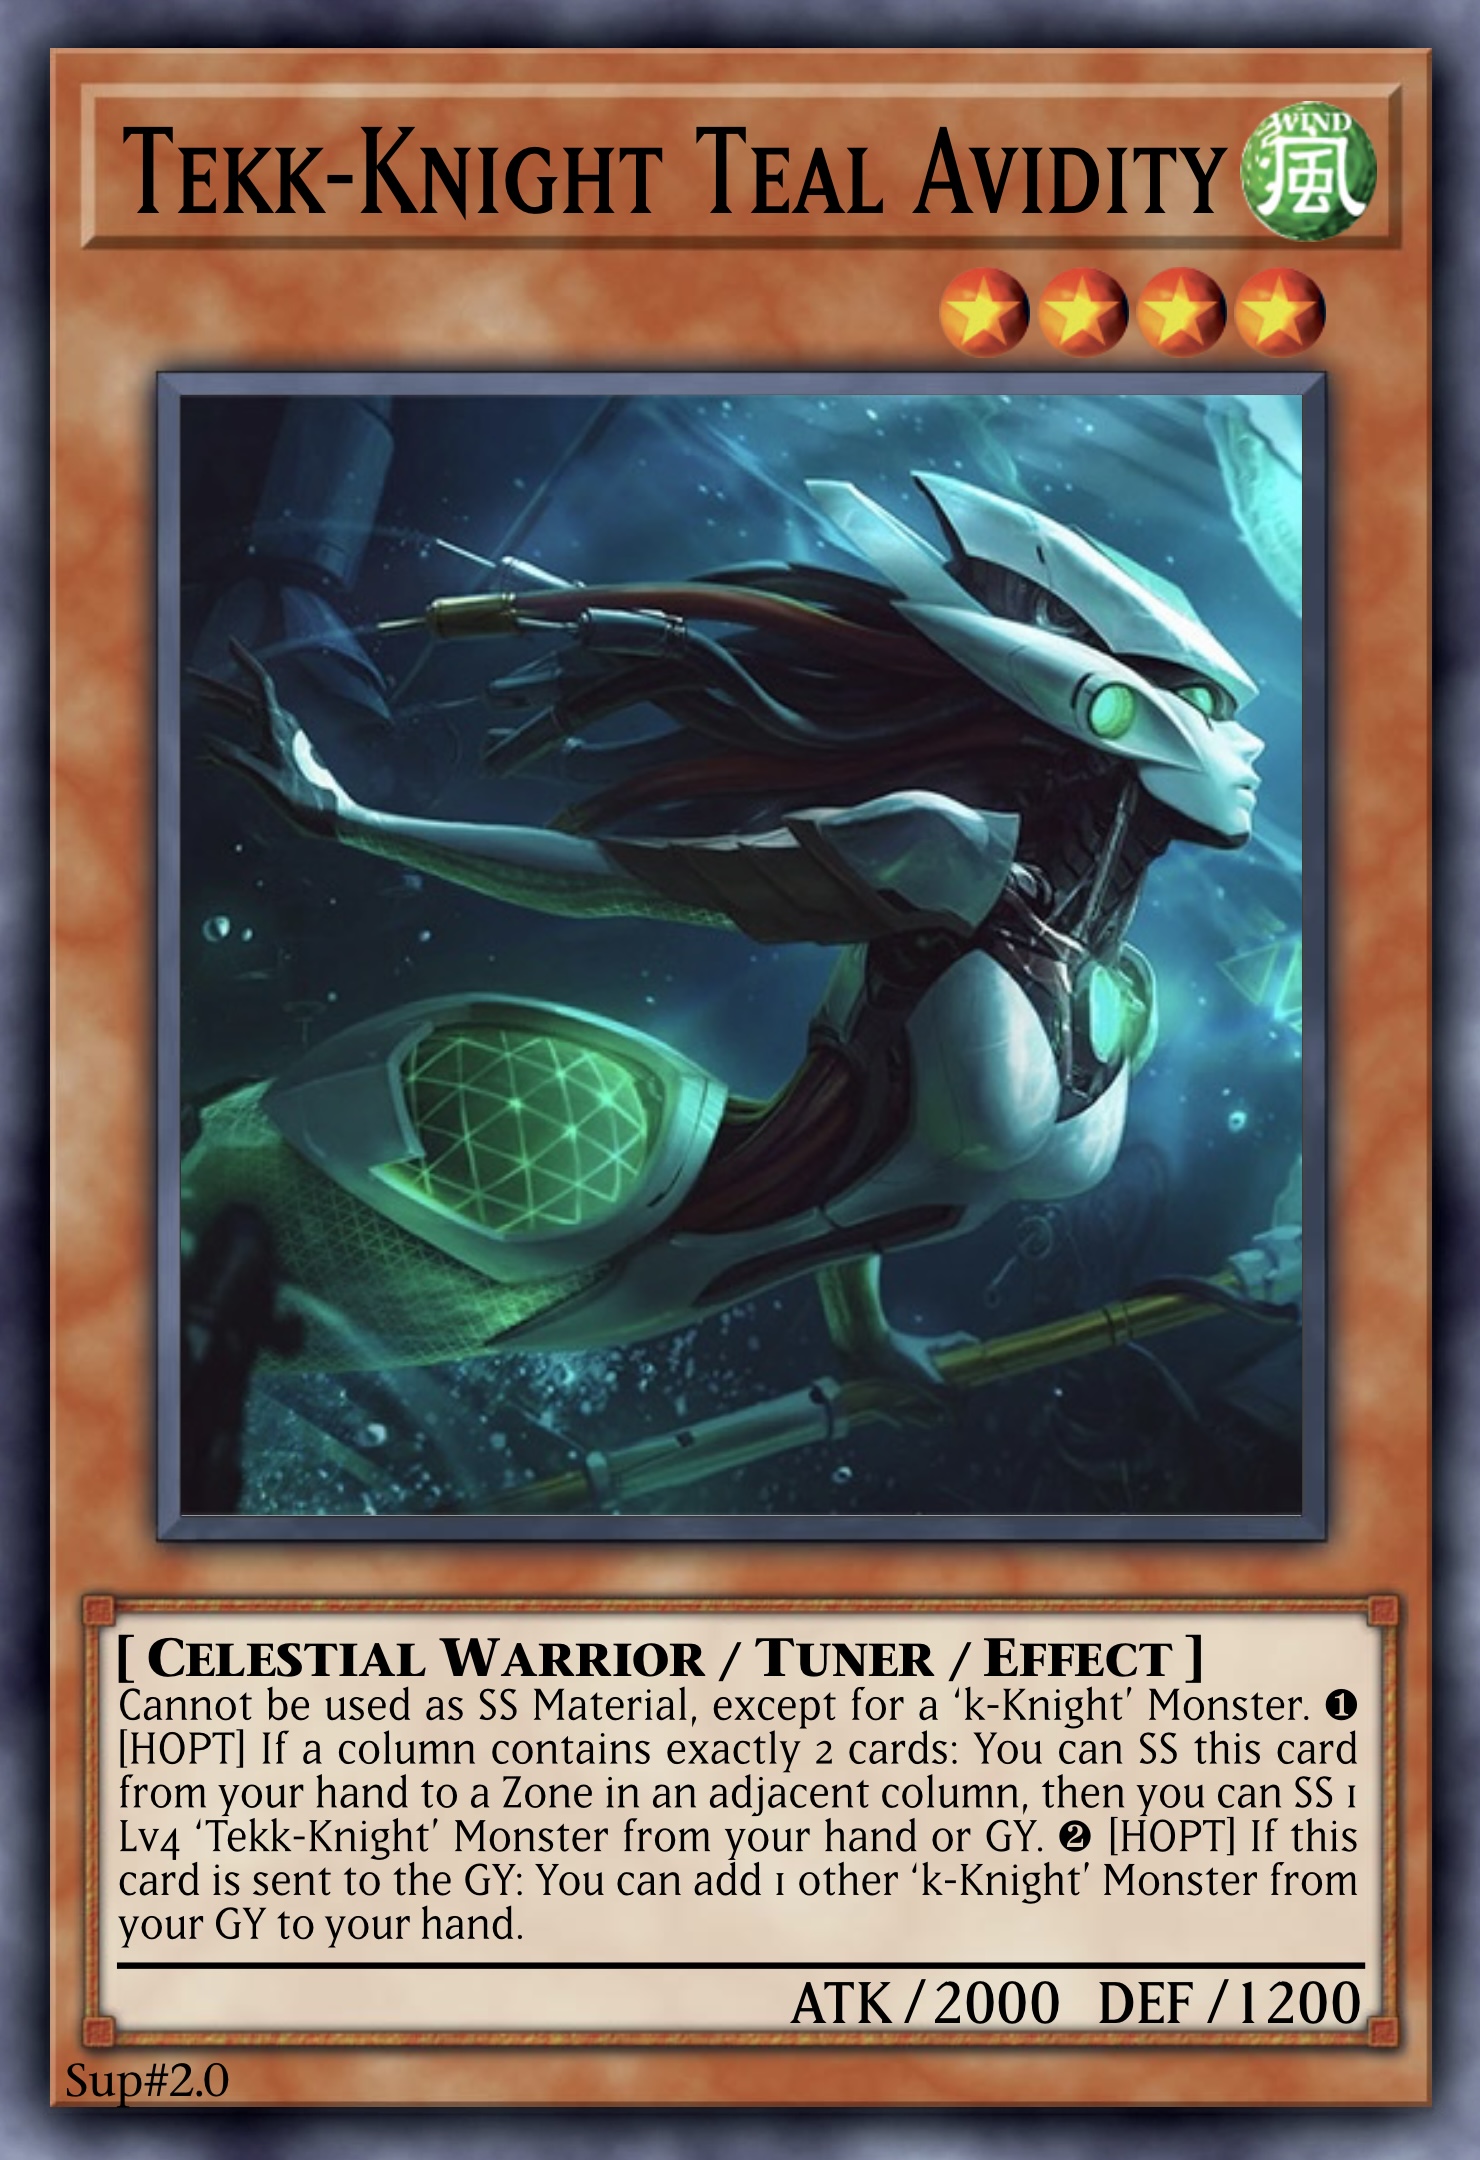 Tekk-Knight Teal Avidity
WIND
風
[ Celestial Warrior / Tuner / Effect ]
Cannot be used as SS Material, except for a ‘k-Knight’ Monster. ❶
[HOPT] If a column contains exactly 2 cards: You can SS this card
from your hand to a Zone in an adjacent column, then you can SS 1
Lv4 ‘Tekk-Knight’ Monster from your hand or GY. ❷ [HOPT] If this
card is sent to the GY: You can add 1 other ‘k-Knight’ Monster from
your GY to your hand.
ATK/2000 DEF/1200
Sup#2.0